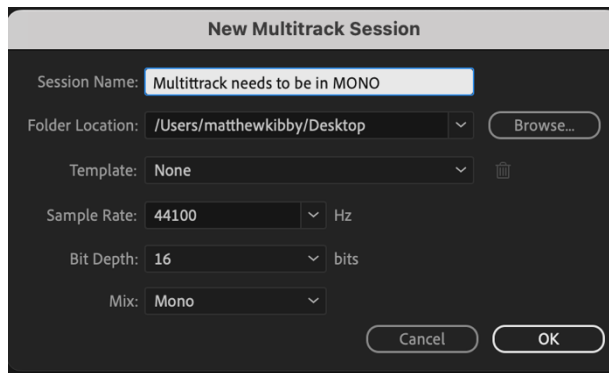 New Multitrack Session
Session Name: Multittrack needs to be in MONO
Folder Location: /Users/matthewkibby/Desktop Browse...
Template: None
Sample Rate: 44100 Hz
Bit Depth: 16 bits
Mix: Mono
Cancel OK